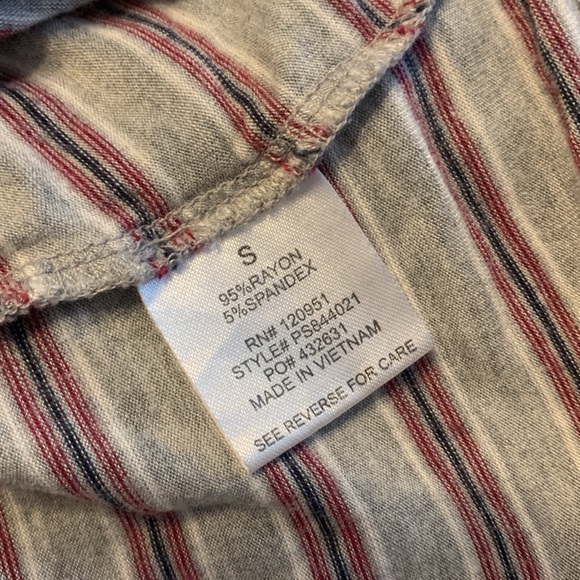 S
95%RAYON
5%SPANDEX
RN# 120951
STYLE# PS844021
PO# 432631
MADE IN VIETNAM
SEE REVERSE FOR CARE